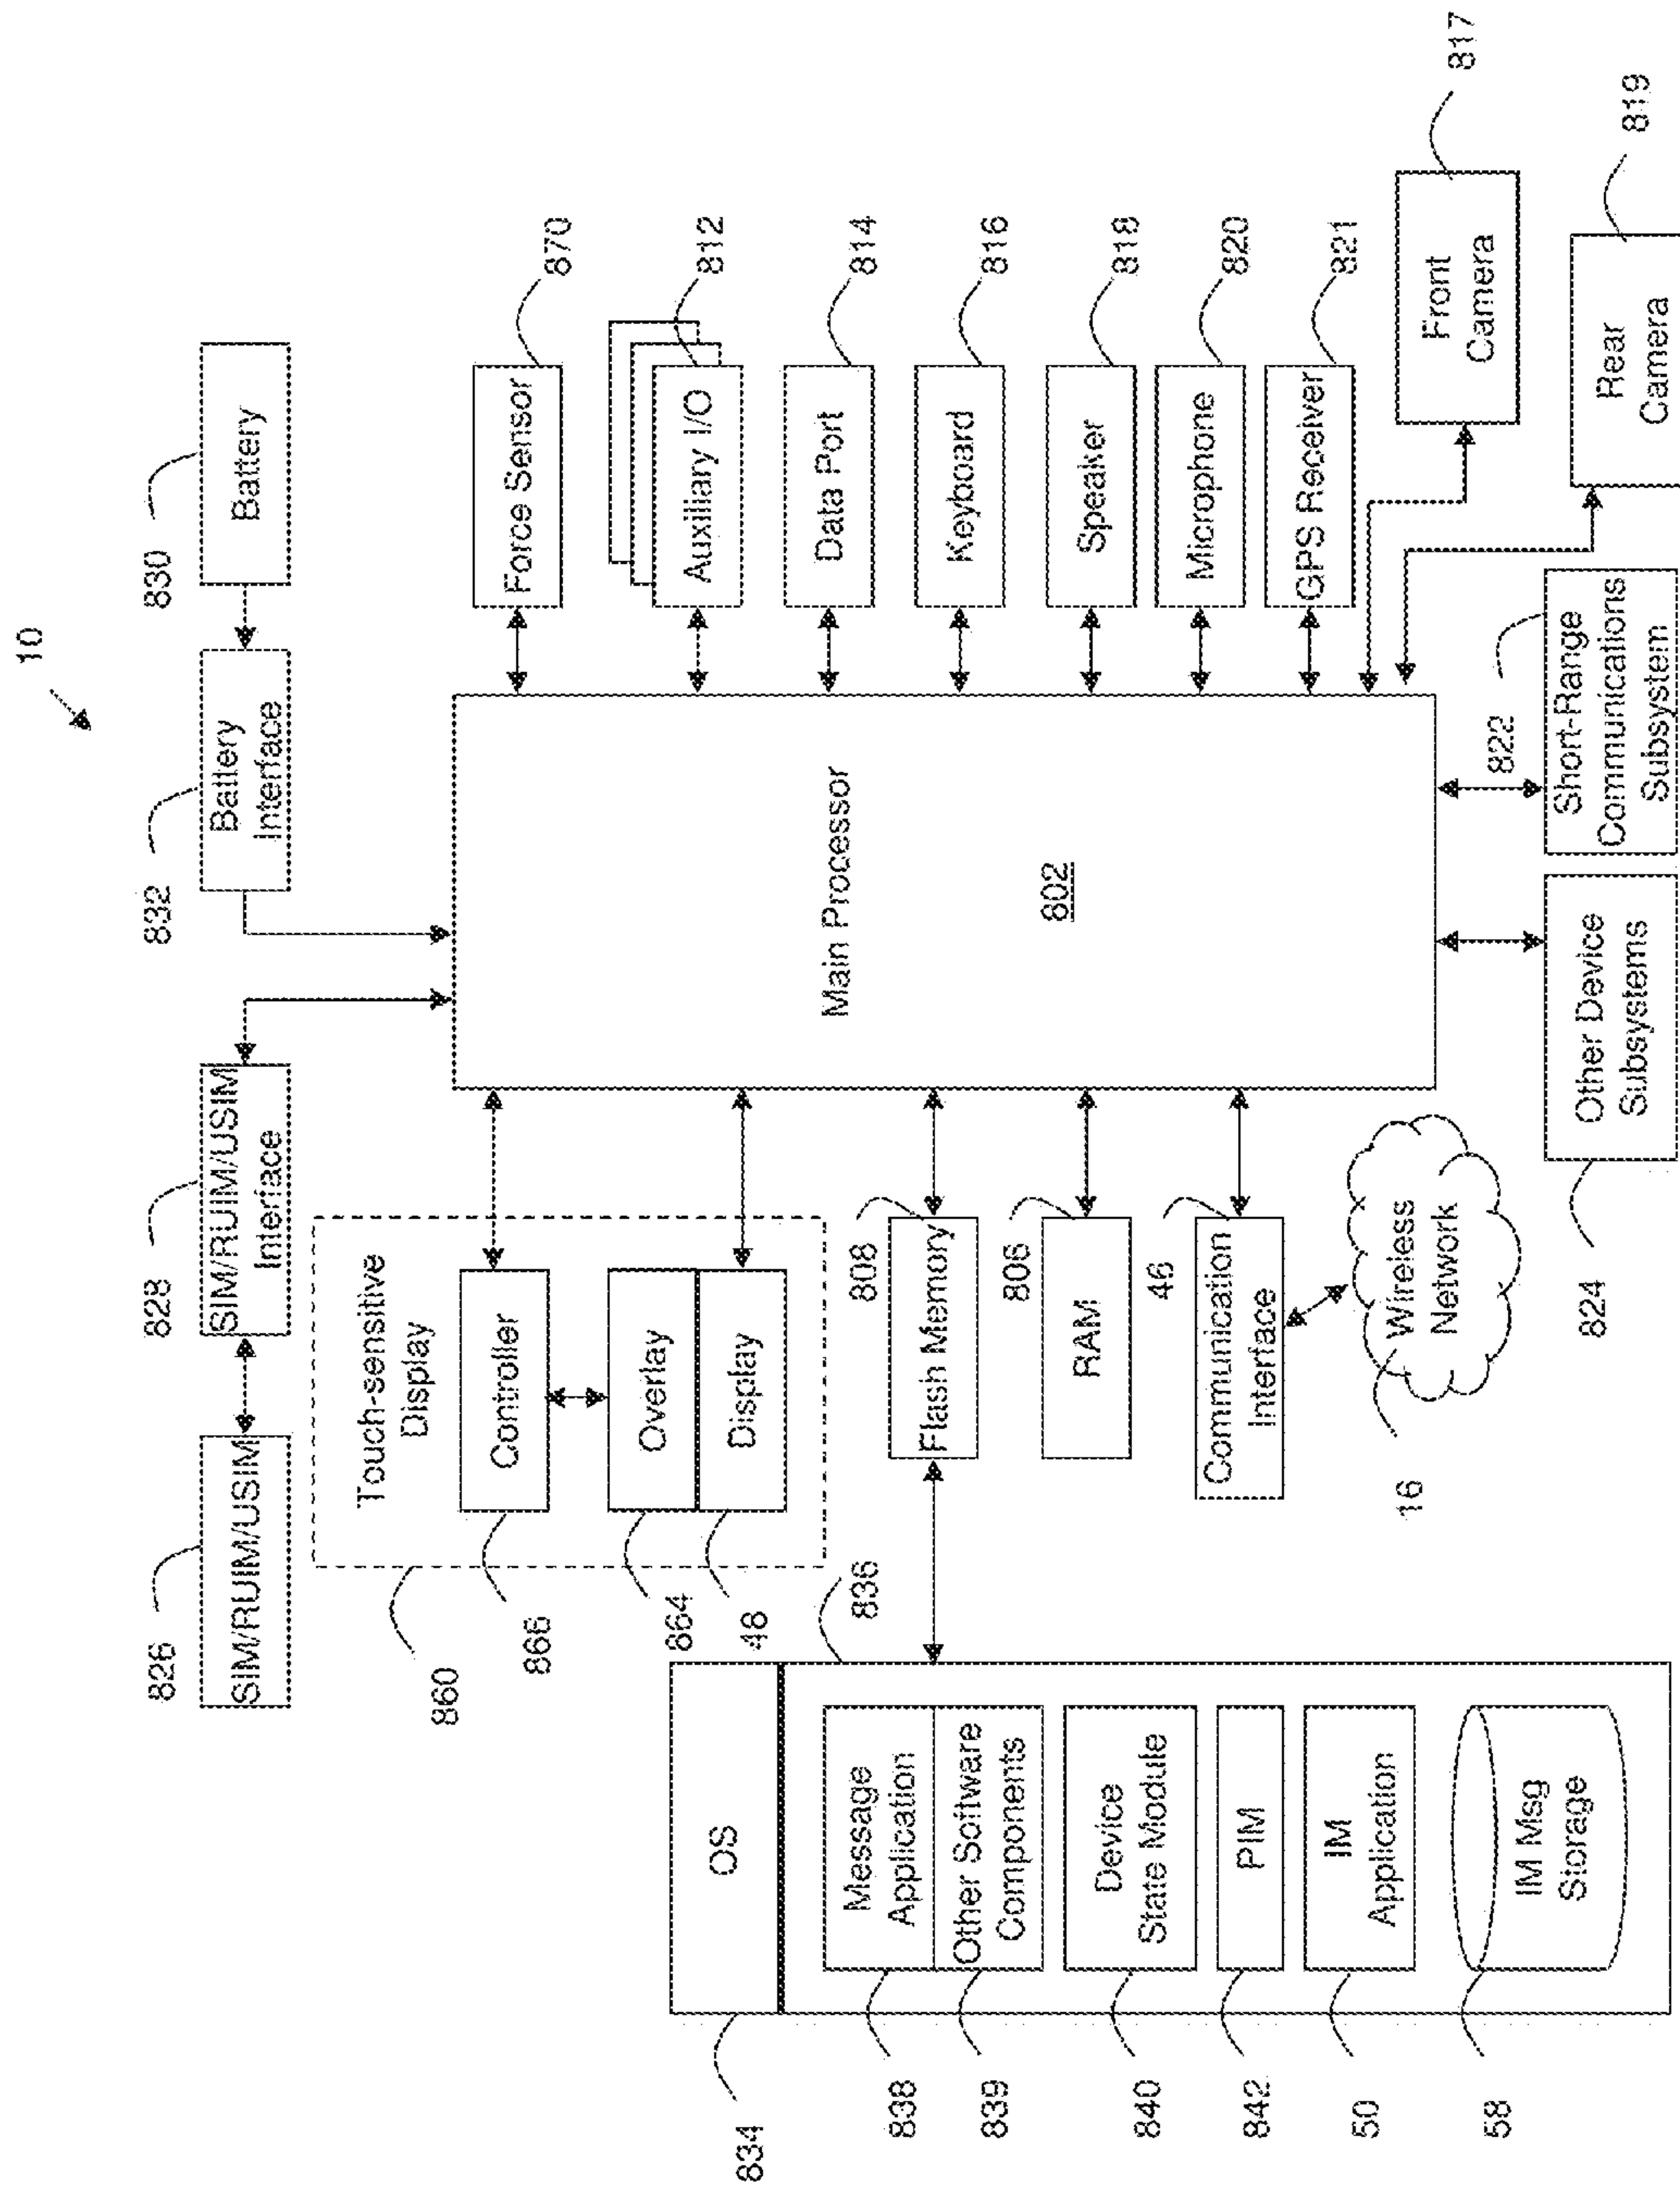 10
826
828
832
830
SIM/RUIM/USIM
SIM/RUIM/USIM
Interface
Battery
Interface
Battery
Touch-sensitive
Display
860
Controller
866
Overlay
864
Display
48
Main Processor
802
Force Sensor
870
Auxiliary I/O
812
Data Port
814
Keyboard
816
Speaker
818
Microphone
820
GPS Receiver
821
Front
Camera
817
Rear
Camera
819
834
OS
836
Message
Application
838
Other Software
Components
839
Device
State Module
840
PIM
842
IM
Application
50
IM Msg
Storage
58
808
Flash Memory
806
RAM
46
Communication
Interface
16
Wireless
Network
824
Other Device
Subsystems
822
Short-Range
Communications
Subsystem